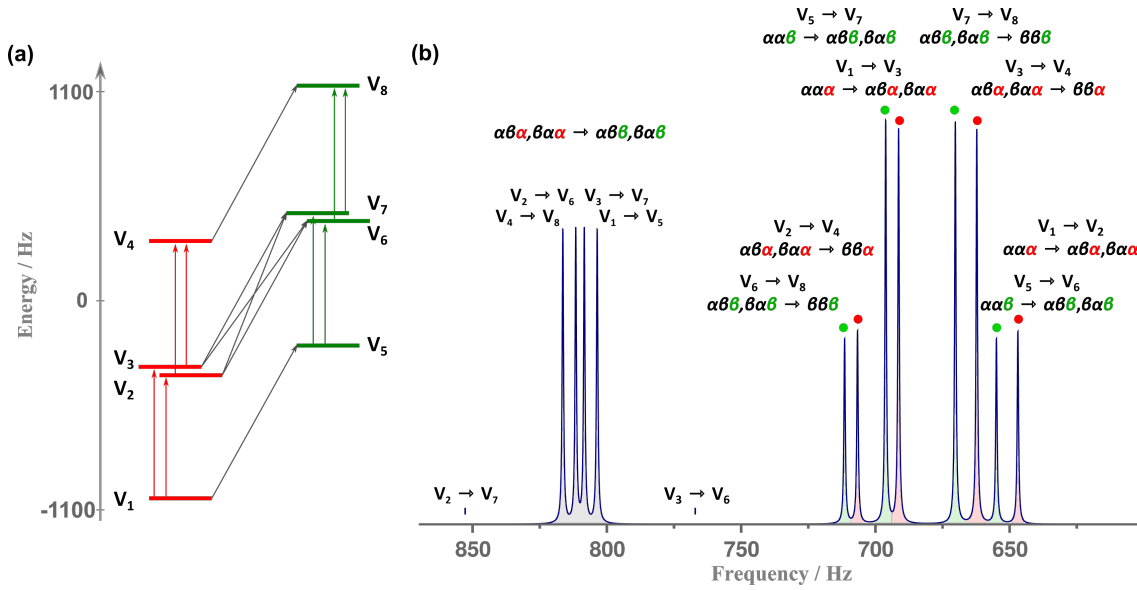 (a)
Energy / Hz
1100
0
-1100
V₈
V₇
V₆
V₄
V₅
V₃
V₂
V₁
(b)
V₅ → V₇
ααϐ → αϐϐ,ϐαϐ
V₁ → V₃
ααα → αϐα,ϐαα
V₇ → V₈
αϐϐ,ϐαϐ → ϐϐϐ
V₃ → V₄
αϐα,ϐαα → ϐϐα
αϐα,ϐαα → αϐϐ,ϐαϐ
V₂ → V₆ V₃ → V₇
V₄ → V₈ V₁ → V₅
V₂ → V₄
αϐα,ϐαα → ϐϐα
V₆ → V₈
αϐϐ,ϐαϐ → ϐϐϐ
V₁ → V₂
ααα → αϐα,ϐαα
V₅ → V₆
ααϐ → αϐϐ,ϐαϐ
V₂ → V₇
V₃ → V₆
850 800 750 700 650
Frequency / Hz